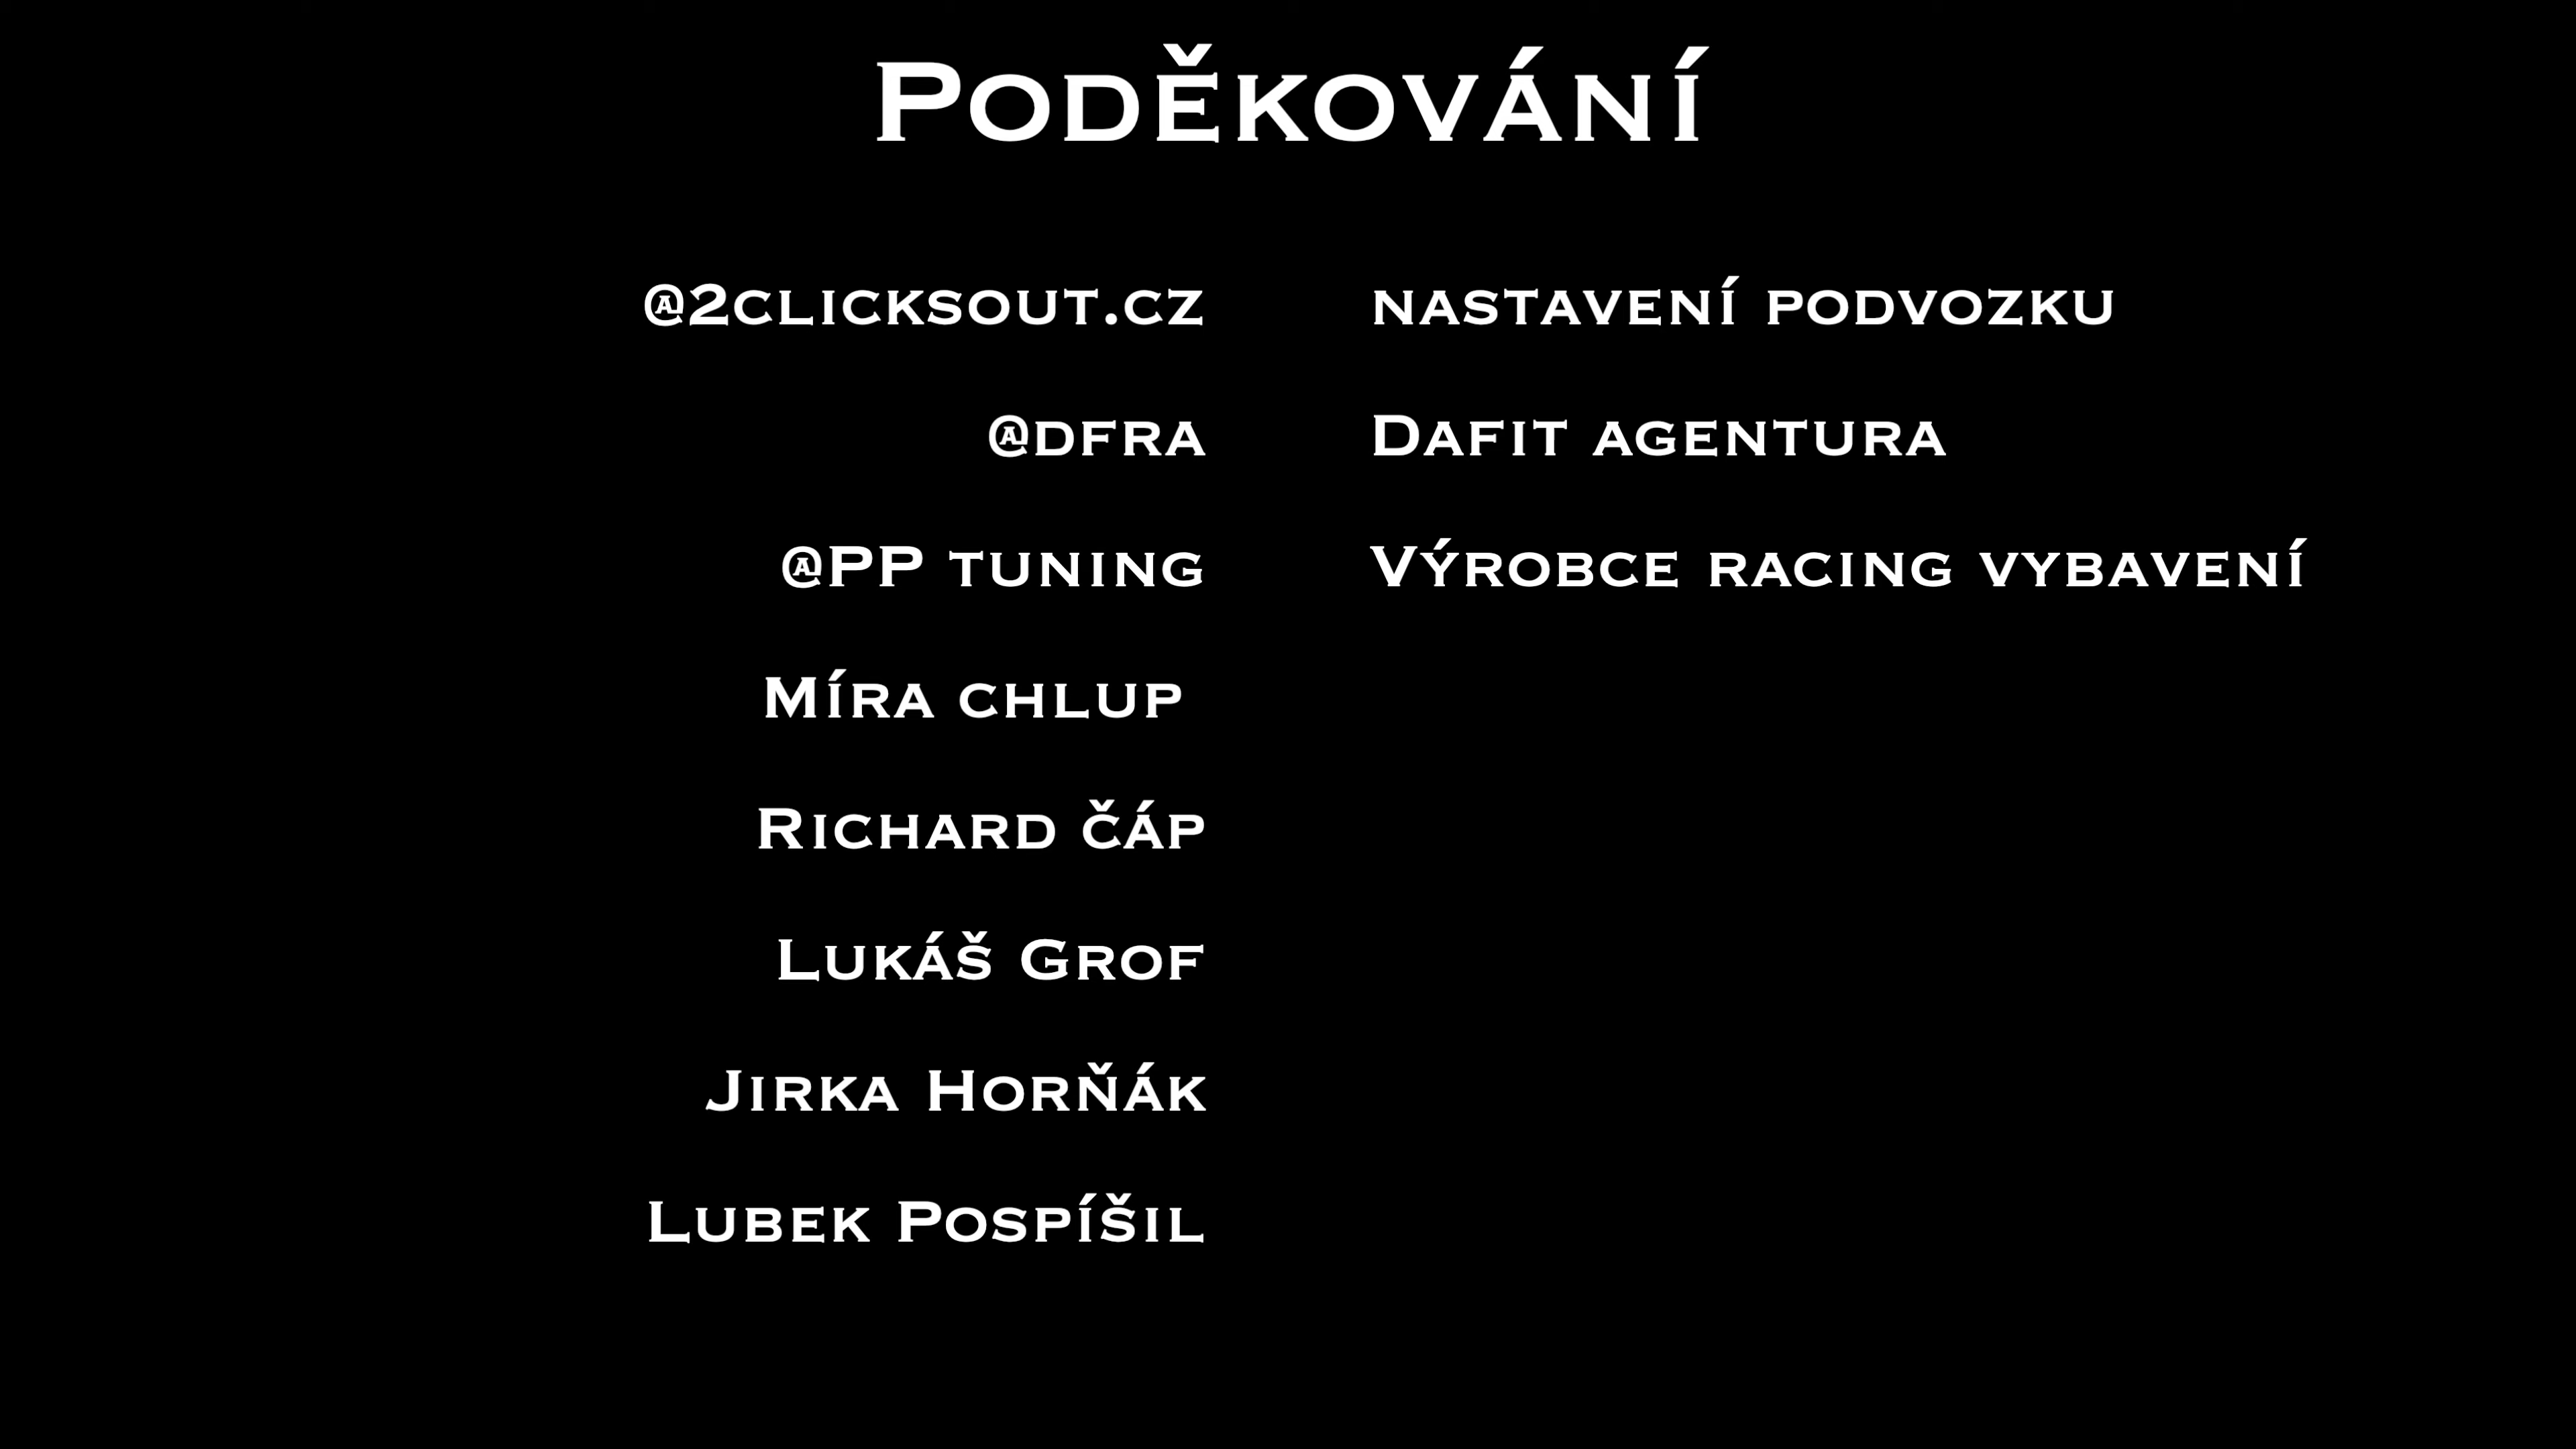 Poděkování
@2clicksout.cz nastavení podvozku
@dfra Dafit agentura
@PP tuning Výrobce racing vybavení
Míra chlup
Richard čáp
Lukáš Grof
Jirka Horňák
Lubek Pospíšil